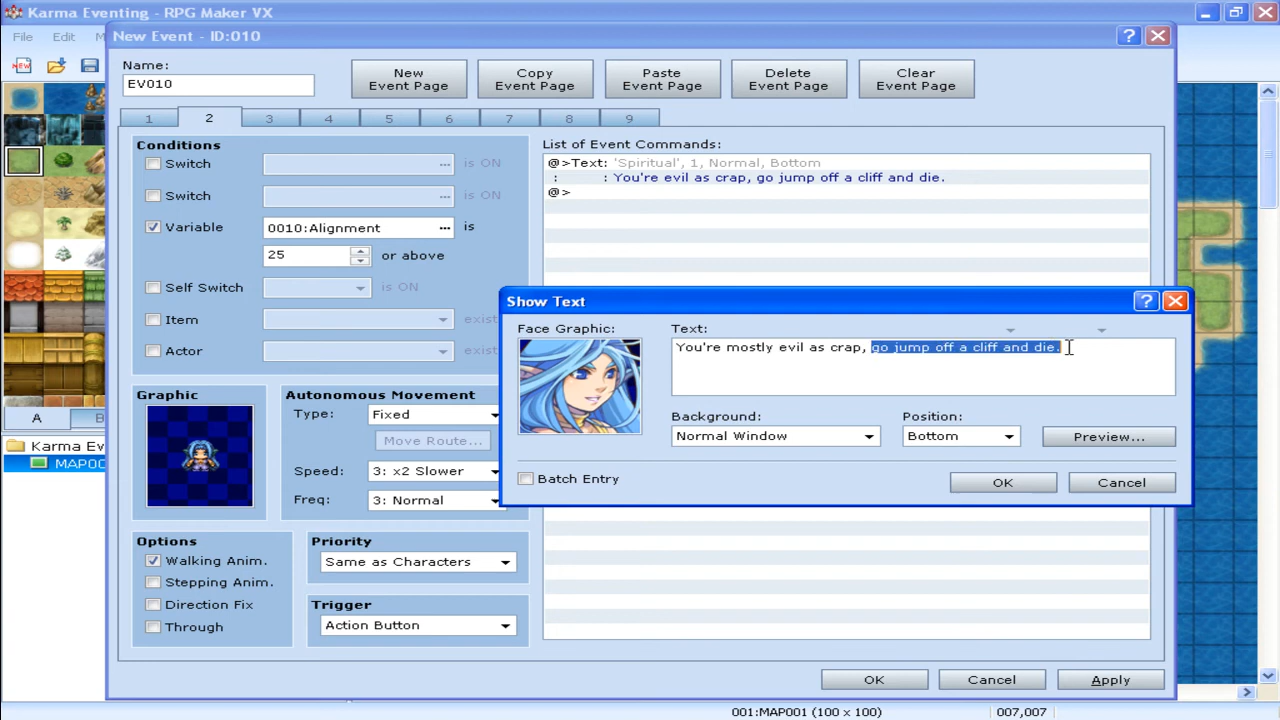 Karma Eventing - RPG Maker VX
File Edit M
New Event - ID:010
Name:
EV010
New Event Page
Copy Event Page
Paste Event Page
Delete Event Page
Clear Event Page
1 2 3 4 5 6 7 8 9
Conditions
Switch ... is ON
Switch ... is ON
Variable 0010:Alignment ... is
25 or above
Self Switch is ON
Item exist
Actor exist
List of Event Commands:
@>Text: 'Spiritual', 1, Normal, Bottom
: : You're evil as crap, go jump off a cliff and die.
@>
Show Text
Face Graphic:
Text:
You're mostly evil as crap, go jump off a cliff and die.
Background:
Normal Window
Position:
Bottom
Preview...
Batch Entry
OK
Cancel
Graphic
Autonomous Movement
Type: Fixed
Move Route...
Speed: 3: x2 Slower
Freq: 3: Normal
Options
Walking Anim.
Stepping Anim.
Direction Fix
Through
Priority
Same as Characters
Trigger
Action Button
OK
Cancel
Apply
A B
Karma Ev
MAP00
001:MAP001 (100 x 100)
007,007